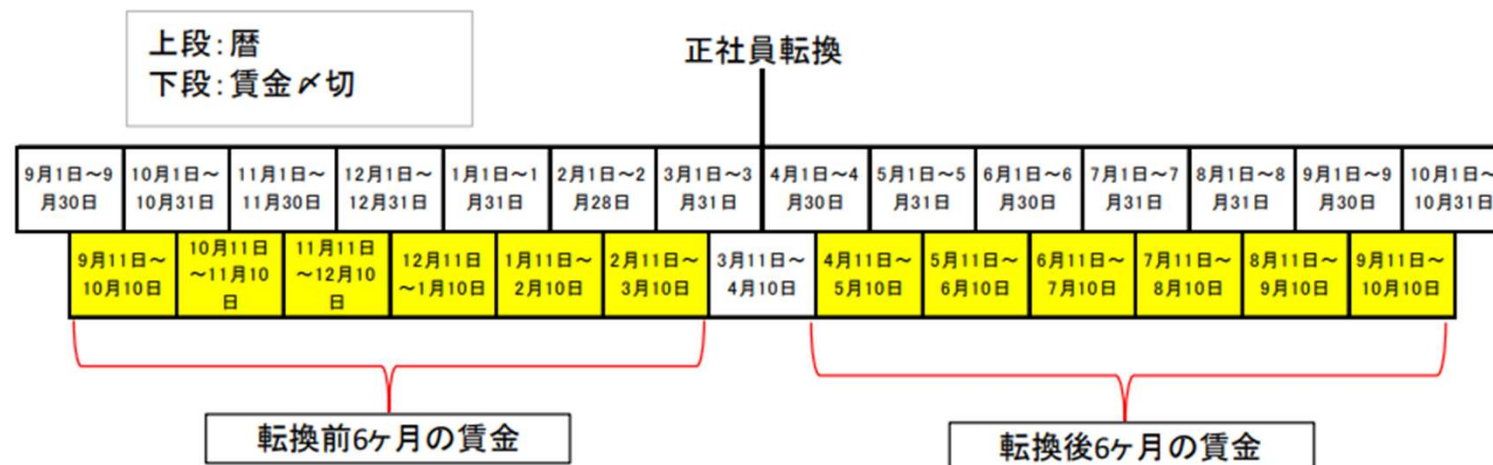 上段：暦
下段：賃金〆切
正社員転換
9月1日～9
月30日
10月1日～
10月31日
11月1日～
11月30日
12月1日～
12月31日
1月1日～1
月31日
2月1日～2
月28日
3月1日～3
月31日
4月1日～4
月30日
5月1日～5
月31日
6月1日～6
月30日
7月1日～7
月31日
8月1日～8
月31日
9月1日～9
月30日
10月1日～
10月31日
9月11日～
10月10日
10月11日
～11月10
日
11月11日
～12月10
日
12月11日
～1月10日
1月11日～
2月10日
2月11日～
3月10日
3月11日～
4月10日
4月11日～
5月10日
5月11日～
6月10日
6月11日～
7月10日
7月11日～
8月10日
8月11日～
9月10日
9月11日～
10月10日
転換前6ヶ月の賃金
転換後6ヶ月の賃金